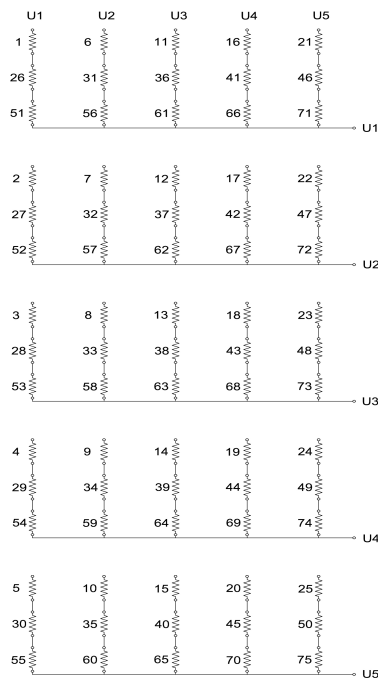 U1 U2 U3 U4 U5
1 6 11 16 21
26 31 36 41 46
51 56 61 66 71
U1
2 7 12 17 22
27 32 37 42 47
52 57 62 67 72
U2
3 8 13 18 23
28 33 38 43 48
53 58 63 68 73
U3
4 9 14 19 24
29 34 39 44 49
54 59 64 69 74
U4
5 10 15 20 25
30 35 40 45 50
55 60 65 70 75
U5